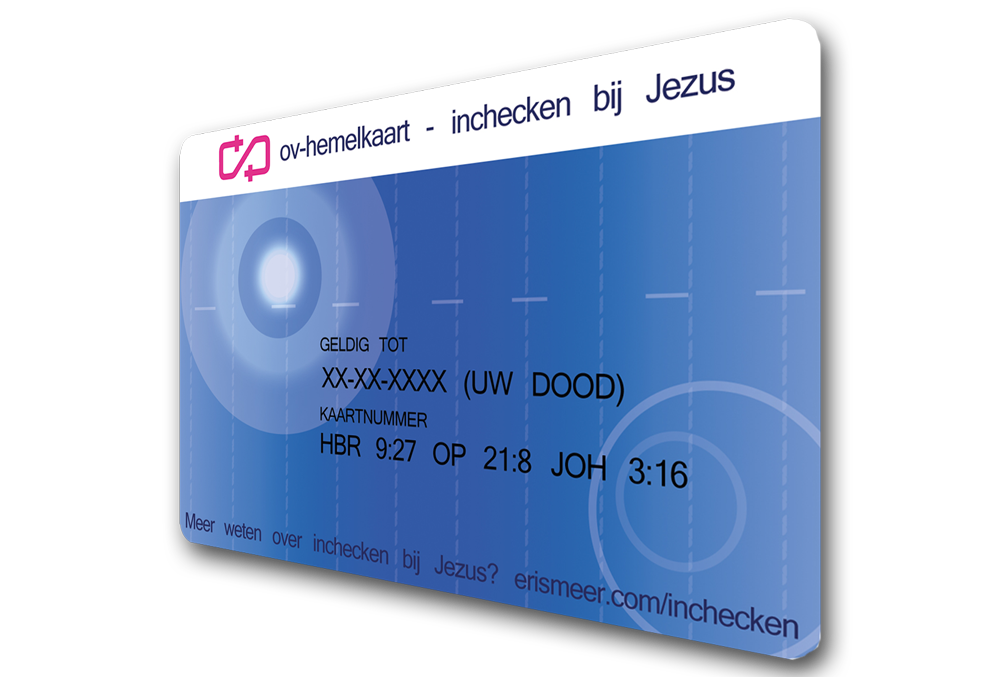 ov-hemelkaart - inchecken bij Jezus
GELDIG TOT
XX-XX-XXXX (UW DOOD)
KAARTNUMMER
HBR 9:27 OP 21:8 JOH 3:16
Meer weten over inchecken bij Jezus? erismeer.com/inchecken